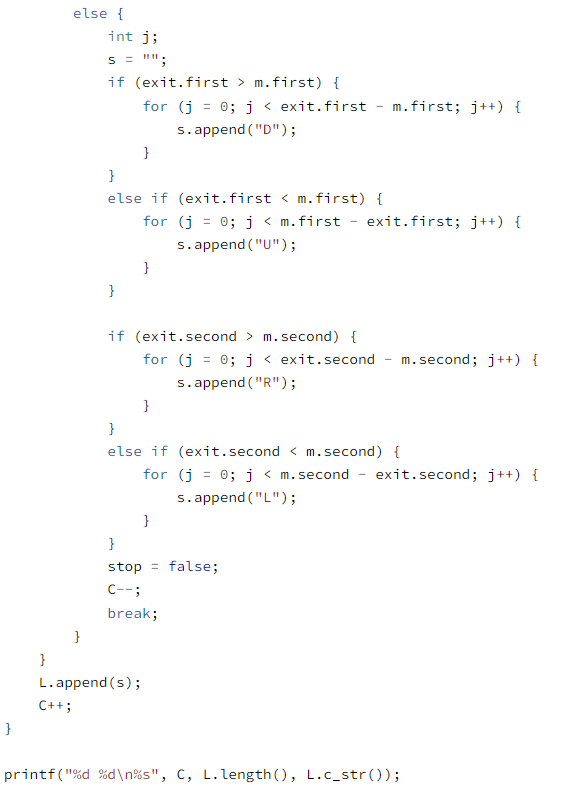 else {
            int j;
            s = "";
            if (exit.first > m.first) {
                for (j = 0; j < exit.first - m.first; j++) {
                    s.append("D");
                }
            }
            else if (exit.first < m.first) {
                for (j = 0; j < m.first - exit.first; j++) {
                    s.append("U");
                }
            }

            if (exit.second > m.second) {
                for (j = 0; j < exit.second - m.second; j++) {
                    s.append("R");
                }
            }
            else if (exit.second < m.second) {
                for (j = 0; j < m.second - exit.second; j++) {
                    s.append("L");
                }
            }
            stop = false;
            C--;
            break;
        }
    }
    L.append(s);
    C++;
}

printf("%d %d\n%s", C, L.length(), L.c_str());